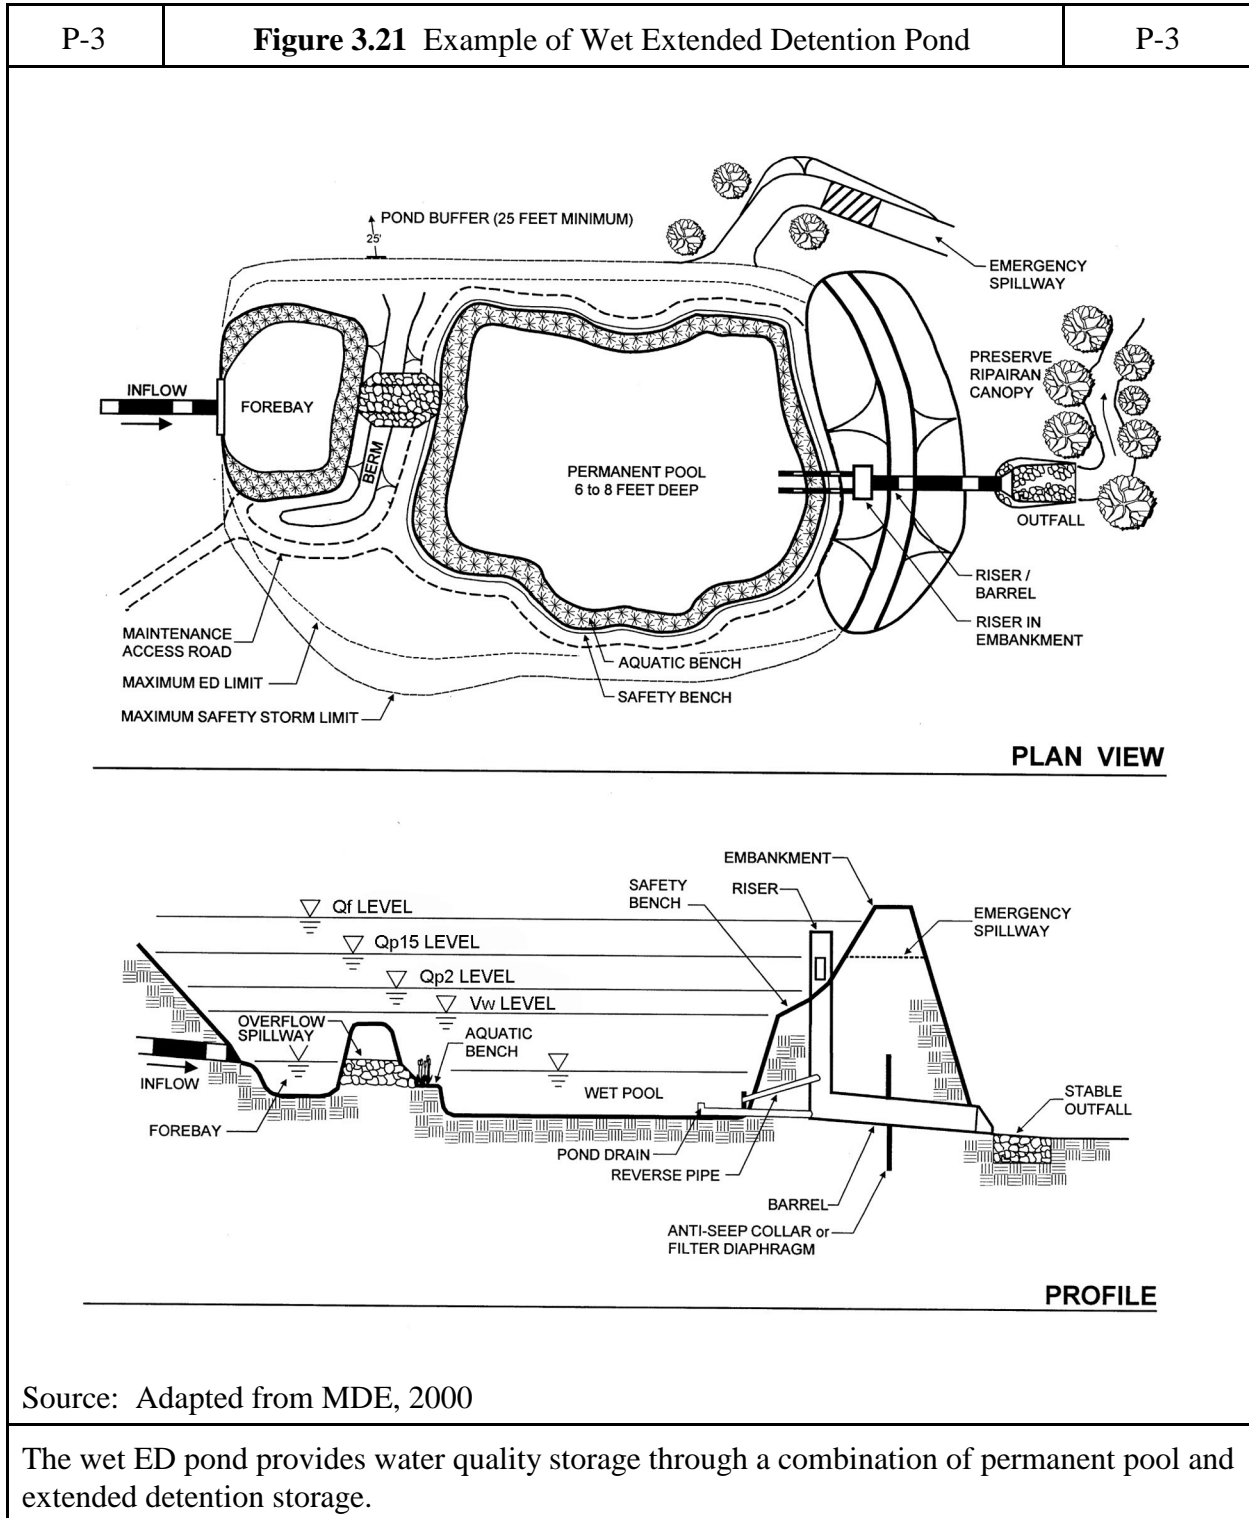 P-3
Figure 3.21 Example of Wet Extended Detention Pond
P-3
POND BUFFER (25 FEET MINIMUM)
25'
EMERGENCY
SPILLWAY
PRESERVE
RIPAIRAN
CANOPY
INFLOW
FOREBAY
BERM
PERMANENT POOL
6 to 8 FEET DEEP
OUTFALL
RISER /
BARREL
RISER IN
EMBANKMENT
MAINTENANCE
ACCESS ROAD
AQUATIC BENCH
MAXIMUM ED LIMIT
SAFETY BENCH
MAXIMUM SAFETY STORM LIMIT
PLAN VIEW
EMBANKMENT
SAFETY
BENCH
RISER
Qf LEVEL
EMERGENCY
SPILLWAY
Qp15 LEVEL
Qp2 LEVEL
Vw LEVEL
OVERFLOW
SPILLWAY
AQUATIC
BENCH
INFLOW
WET POOL
STABLE
OUTFALL
FOREBAY
POND DRAIN
REVERSE PIPE
BARREL
ANTI-SEEP COLLAR or
FILTER DIAPHRAGM
PROFILE
Source: Adapted from MDE, 2000
The wet ED pond provides water quality storage through a combination of permanent pool and
extended detention storage.